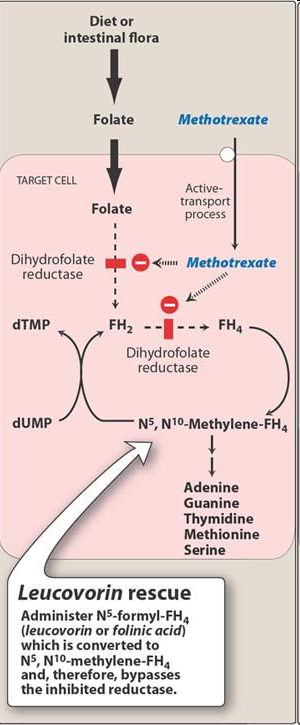 Diet or
intestinal flora
Folate
Methotrexate
TARGET CELL
Active-
transport
process
Folate
Dihydrofolate
reductase
Methotrexate
dTMP
FH₂
FH₄
Dihydrofolate
reductase
dUMP
N⁵, N¹⁰-Methylene-FH₄
Adenine
Guanine
Thymidine
Methionine
Serine
Leucovorin rescue
Administer N⁵-formyl-FH₄
(leucovorin or folinic acid)
which is converted to
N⁵, N¹⁰-methylene-FH₄
and, therefore, bypasses
the inhibited reductase.